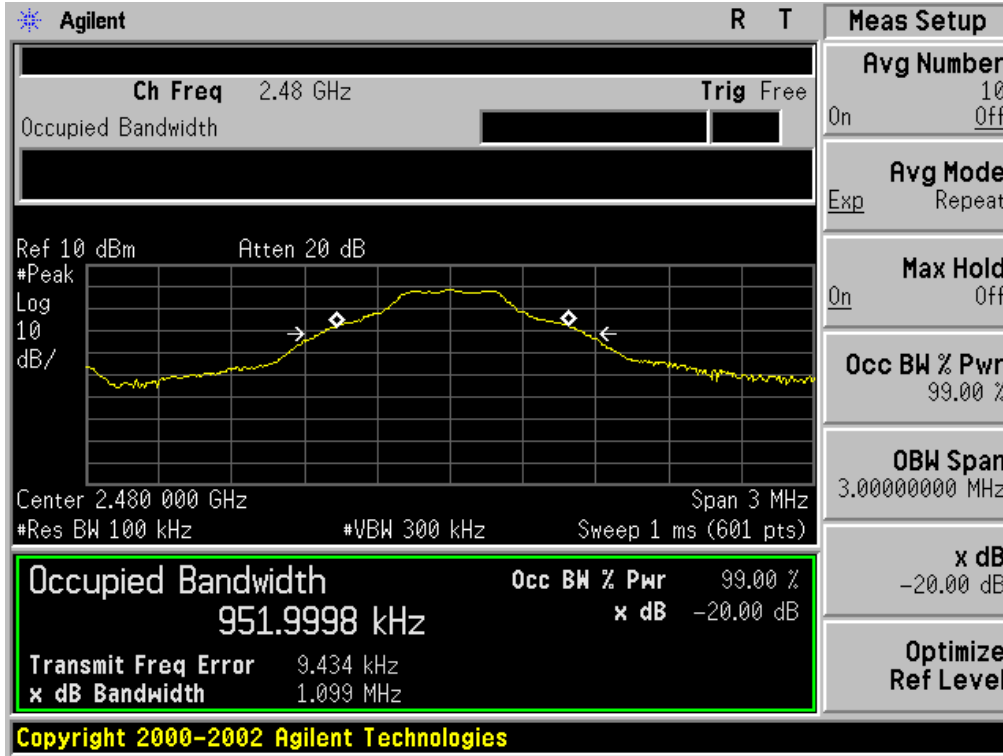 Agilent R T
Ch Freq 2.48 GHz Trig Free
Occupied Bandwidth
Ref 10 dBm Atten 20 dB
#Peak
Log
10
dB/
Center 2.480 000 GHz Span 3 MHz
#Res BW 100 kHz #VBW 300 kHz Sweep 1 ms (601 pts)
Occupied Bandwidth Occ BW % Pwr 99.00 %
951.9998 kHz x dB -20.00 dB
Transmit Freq Error 9.434 kHz
x dB Bandwidth 1.099 MHz
Copyright 2000-2002 Agilent Technologies
Meas Setup
Avg Number
10
On Off
Avg Mode
Exp Repeat
Max Hold
On Off
Occ BW % Pwr
99.00 %
OBW Span
3.00000000 MHz
x dB
-20.00 dB
Optimize
Ref Level